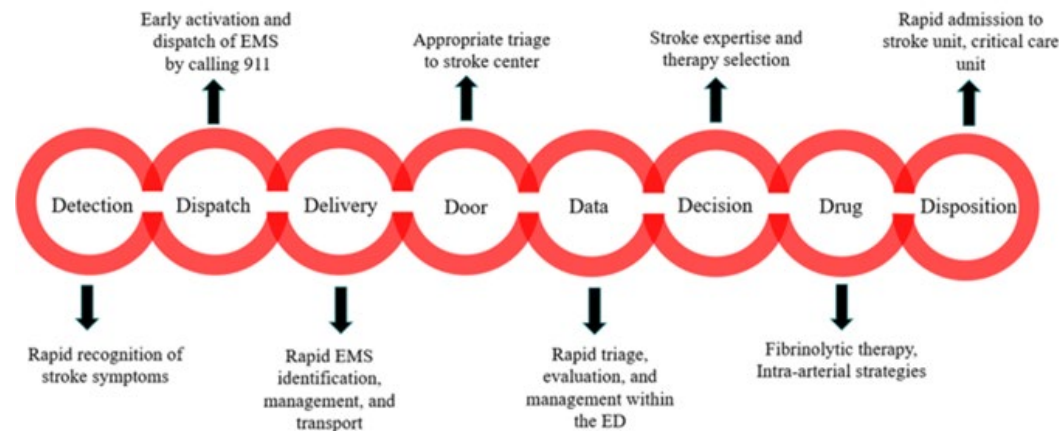 Early activation and
dispatch of EMS
by calling 911
Appropriate triage
to stroke center
Stroke expertise and
therapy selection
Rapid admission to
stroke unit, critical care
unit
Detection
Dispatch
Delivery
Door
Data
Decision
Drug
Disposition
Rapid recognition of
stroke symptoms
Rapid EMS
identification,
management, and
transport
Rapid triage,
evaluation, and
management within
the ED
Fibrinolytic therapy,
Intra-arterial strategies